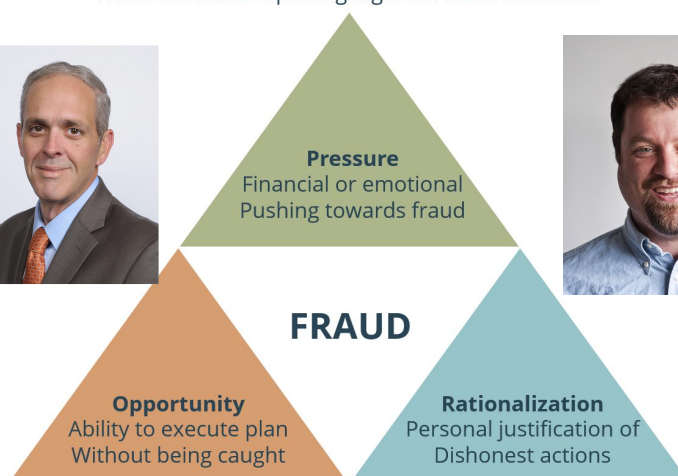 Pressure
Financial or emotional
Pushing towards fraud
FRAUD
Opportunity
Ability to execute plan
Without being caught
Rationalization
Personal justification of
Dishonest actions